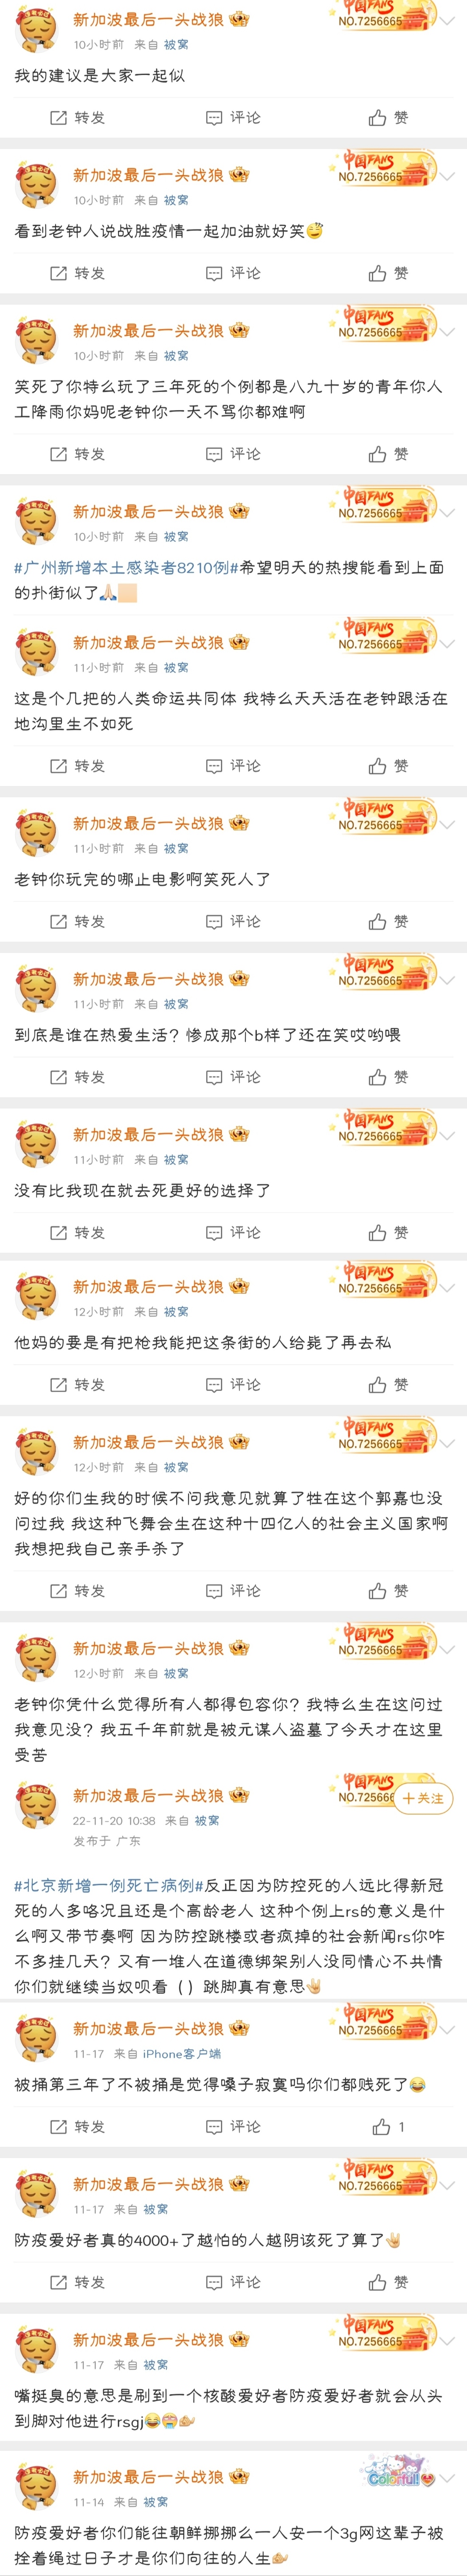 新加波最后一头战狼
中国FANS
NO.7256665
10小时前 来自 被窝
我的建议是大家一起似
转发 评论 赞
新加波最后一头战狼
中国FANS
NO.7256665
10小时前 来自 被窝
看到老钟人说战胜疫情一起加油就好笑
转发 评论 赞
新加波最后一头战狼
中国FANS
NO.7256665
10小时前 来自 被窝
笑死了你特么玩了三年死的个例都是八九十岁的青年你人
工降雨你妈呢老钟你一天不骂你都难啊
转发 评论 赞
新加波最后一头战狼
中国FANS
NO.7256665
10小时前 来自 被窝
#广州新增本土感染者8210例#希望明天的热搜能看到上面
的扑街似了🙏🏻
新加波最后一头战狼
中国FANS
NO.7256665
11小时前 来自 被窝
这是个几把的人类命运共同体 我特么天天活在老钟跟活在
地沟里生不如死
转发 评论 赞
新加波最后一头战狼
中国FANS
NO.7256665
11小时前 来自 被窝
老钟你玩完的哪止电影啊笑死人了
转发 评论 赞
新加波最后一头战狼
中国FANS
NO.7256665
11小时前 来自 被窝
到底是谁在热爱生活？惨成那个b样了还在笑哎哟喂
转发 评论 赞
新加波最后一头战狼
中国FANS
NO.7256665
11小时前 来自 被窝
没有比我现在就去死更好的选择了
转发 评论 赞
新加波最后一头战狼
中国FANS
NO.7256665
12小时前 来自 被窝
他妈的要是有把枪我能把这条街的人给毙了再去私
转发 评论 赞
新加波最后一头战狼
中国FANS
NO.7256665
12小时前 来自 被窝
好的你们生我的时候不问我意见就算了牲在这个郭嘉也没
问过我 我这种飞舞会生在这种十四亿人的社会主义国家啊
我想把我自己亲手杀了
转发 评论 赞
新加波最后一头战狼
中国FANS
NO.7256665
12小时前 来自 被窝
老钟你凭什么觉得所有人都得包容你？我特么生在这问过
我意见没？我五千年前就是被元谋人盗墓了今天才在这里
受苦
新加波最后一头战狼
中国FANS
NO.725666
＋关注
22-11-20 10:38 来自 被窝
发布于 广东
#北京新增一例死亡病例#反正因为防控死的人远比得新冠
死的人多咯况且还是个高龄老人 这种个例上rs的意义是什
么啊又带节奏啊 因为防控跳楼或者疯掉的社会新闻rs你咋
不多挂几天？又有一堆人在道德绑架别人没同情心不共情
你们就继续当奴呗看（）跳脚真有意思🤟🏻
新加波最后一头战狼
中国FANS
NO.7256665
11-17 来自 iPhone客户端
被捅第三年了不被捅是觉得嗓子寂寞吗你们都贱死了😂
转发 评论 1
新加波最后一头战狼
中国FANS
NO.7256665
11-17 来自 被窝
防疫爱好者真的4000+了越怕的人越阴该死了算了🤟🏻
转发 评论 赞
新加波最后一头战狼
中国FANS
NO.7256665
11-17 来自 被窝
嘴挺臭的意思是刷到一个核酸爱好者防疫爱好者就会从头
到脚对他进行rsgj😂
新加波最后一头战狼
Colorful!
11-14 来自 被窝
防疫爱好者你们能往朝鲜挪挪么一人安一个3g网这辈子被
拴着绳过日子才是你们向往的人生